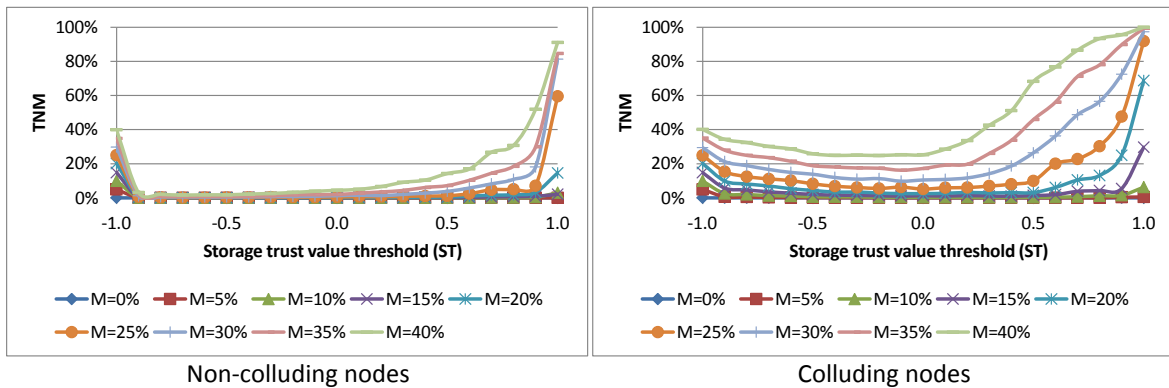 100%
80%
60%
40%
20%
0%
TNM
-1.0 -0.5 0.0 0.5 1.0
Storage trust value threshold (ST)
M=0% M=5% M=10% M=15% M=20%
M=25% M=30% M=35% M=40%
Non-colluding nodes
100%
80%
60%
40%
20%
0%
TNM
-1.0 -0.5 0.0 0.5 1.0
Storage trust value threshold (ST)
M=0% M=5% M=10% M=15% M=20%
M=25% M=30% M=35% M=40%
Colluding nodes